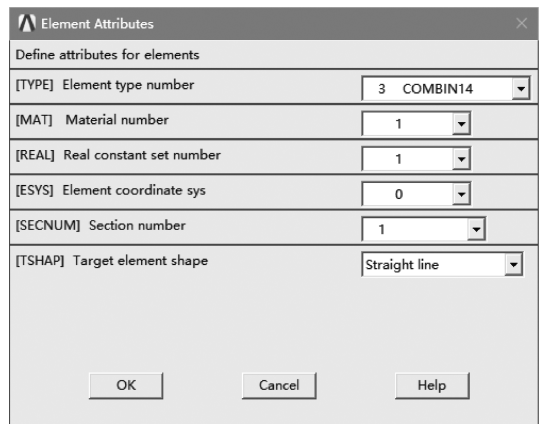 Element Attributes
Define attributes for elements
[TYPE] Element type number 3 COMBIN14
[MAT] Material number 1
[REAL] Real constant set number 1
[ESYS] Element coordinate sys 0
[SECNUM] Section number 1
[TSHAP] Target element shape Straight line
OK Cancel Help